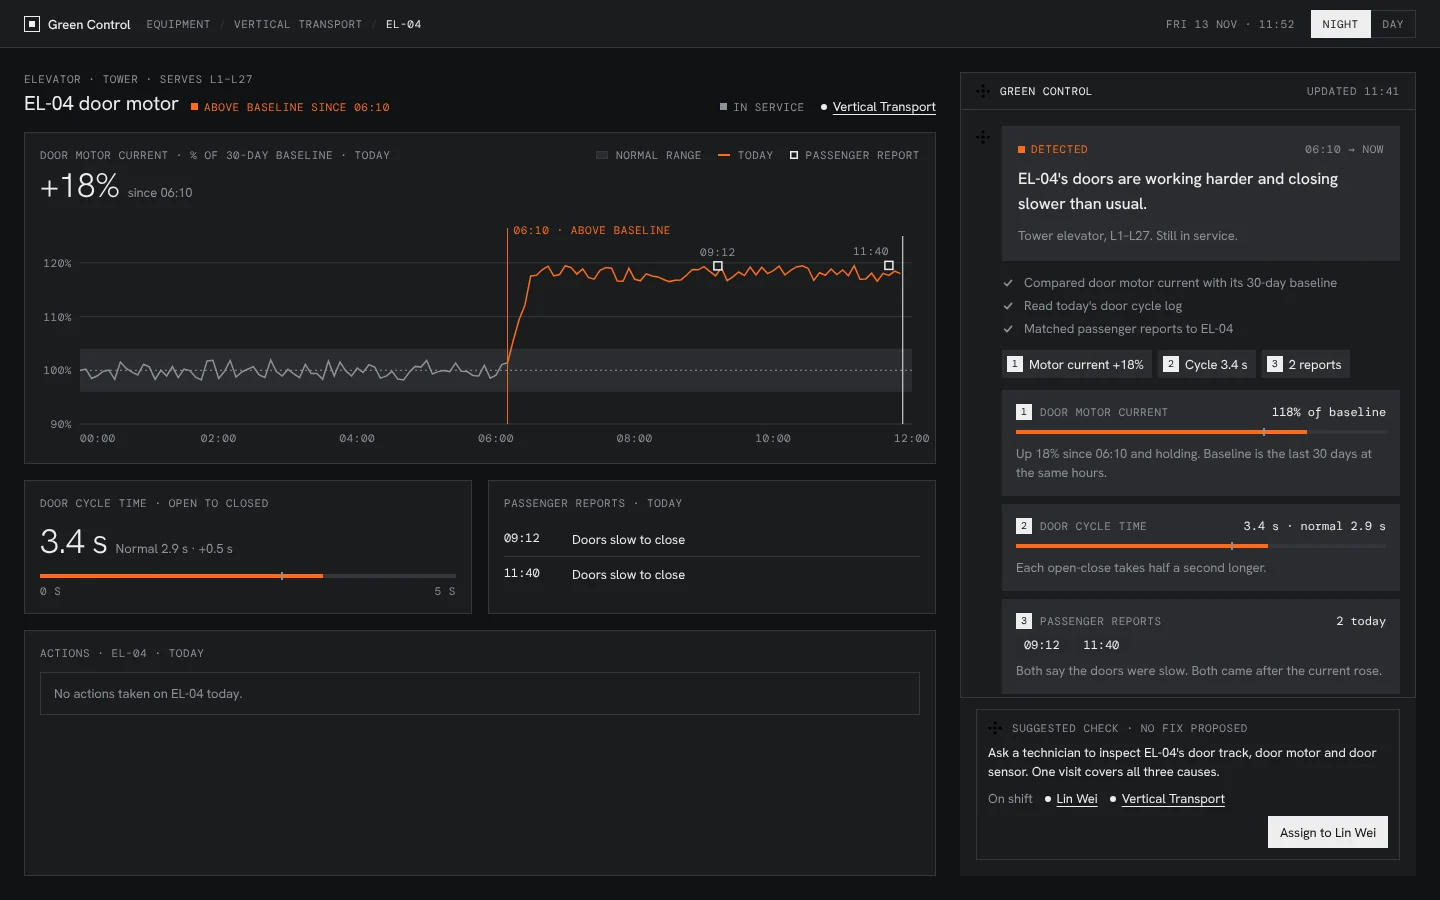 Green Control EQUIPMENT / VERTICAL TRANSPORT / EL-04
FRI 13 NOV · 11:52 NIGHT DAY
ELEVATOR · TOWER · SERVES L1–L27
EL-04 door motor ABOVE BASELINE SINCE 06:10
IN SERVICE Vertical Transport
DOOR MOTOR CURRENT · % OF 30-DAY BASELINE · TODAY
NORMAL RANGE TODAY PASSENGER REPORT
+18% since 06:10
06:10 · ABOVE BASELINE
09:12
11:40
120%
110%
100%
90%
00:00 02:00 04:00 06:00 08:00 10:00 12:00
DOOR CYCLE TIME · OPEN TO CLOSED
3.4 s Normal 2.9 s · +0.5 s
0 S 5 S
PASSENGER REPORTS · TODAY
09:12 Doors slow to close
11:40 Doors slow to close
ACTIONS · EL-04 · TODAY
No actions taken on EL-04 today.
GREEN CONTROL UPDATED 11:41
DETECTED 06:10 → NOW
EL-04's doors are working harder and closing
slower than usual.
Tower elevator, L1–L27. Still in service.
Compared door motor current with its 30-day baseline
Read today's door cycle log
Matched passenger reports to EL-04
1 Motor current +18% 2 Cycle 3.4 s 3 2 reports
1 DOOR MOTOR CURRENT 118% of baseline
Up 18% since 06:10 and holding. Baseline is the last 30 days at
the same hours.
2 DOOR CYCLE TIME 3.4 s · normal 2.9 s
Each open-close takes half a second longer.
3 PASSENGER REPORTS 2 today
09:12 11:40
Both say the doors were slow. Both came after the current rose.
SUGGESTED CHECK · NO FIX PROPOSED
Ask a technician to inspect EL-04's door track, door motor and door
sensor. One visit covers all three causes.
On shift Lin Wei Vertical Transport
Assign to Lin Wei